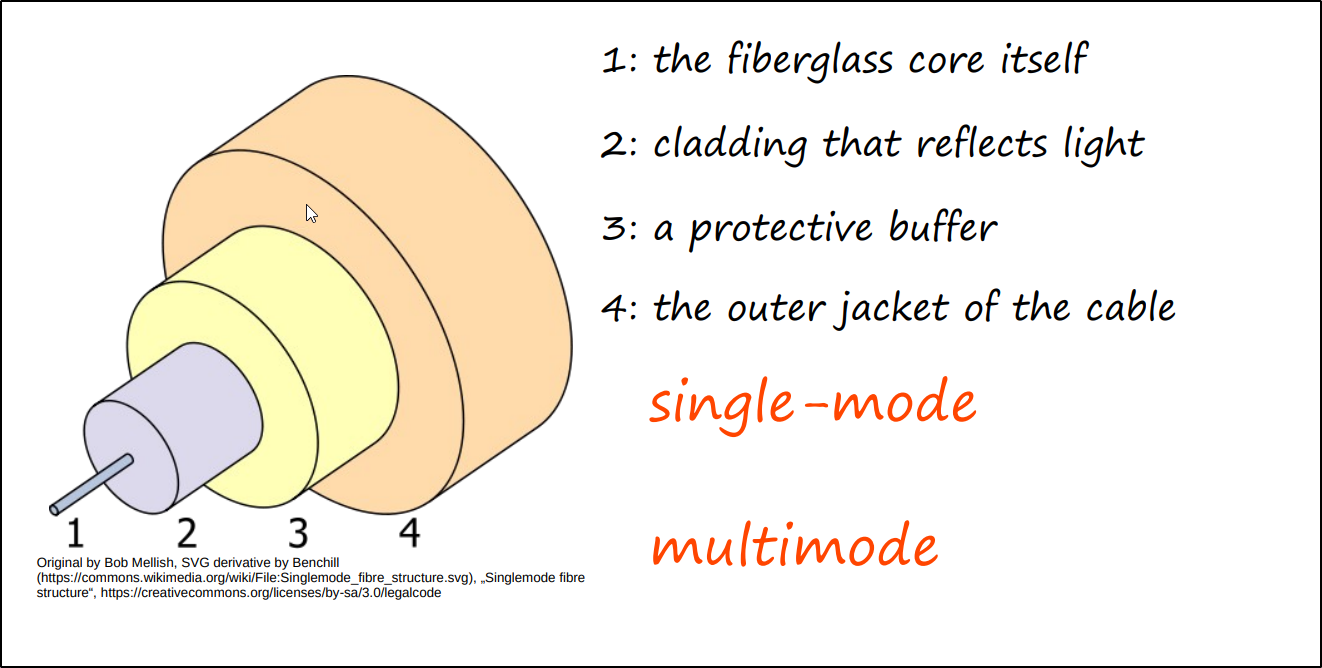 1: the fiberglass core itself
2: cladding that reflects light
3: a protective buffer
4: the outer jacket of the cable
single-mode
multimode
1 2 3 4
Original by Bob Mellish, SVG derivative by Benchill
(https://commons.wikimedia.org/wiki/File:Singlemode_fibre_structure.svg), „Singlemode fibre
structure“, https://creativecommons.org/licenses/by-sa/3.0/legalcode